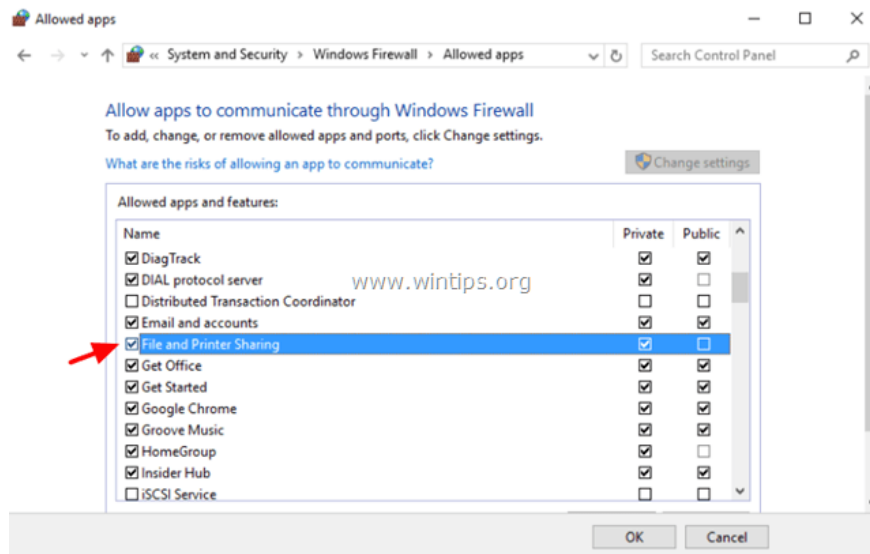 Allowed apps
« System and Security > Windows Firewall > Allowed apps
Search Control Panel
Allow apps to communicate through Windows Firewall
To add, change, or remove allowed apps and ports, click Change settings.
What are the risks of allowing an app to communicate?
Change settings
Allowed apps and features:
Name Private Public
DiagTrack
DIAL protocol server
www.wintips.org
Distributed Transaction Coordinator
Email and accounts
File and Printer Sharing
Get Office
Get Started
Google Chrome
Groove Music
HomeGroup
Insider Hub
iSCSI Service
OK Cancel